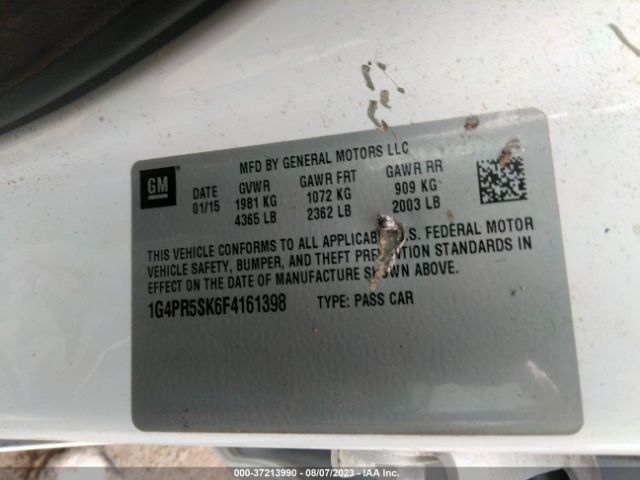 MFD BY GENERAL MOTORS LLC
GM
DATE GVWR GAWR FRT GAWR RR
01/15 1981 KG 1072 KG 909 KG
4365 LB 2362 LB 2003 LB
THIS VEHICLE CONFORMS TO ALL U.S. FEDERAL MOTOR
VEHICLE SAFETY, BUMPER, AND THEFT PREVENTION STANDARDS IN
EFFECT ON THE DATE OF MANUFACTURE SHOWN ABOVE.
1G4PR5SK6F4161398 TYPE: PASS CAR
000-37213990 - 08/07/2023 - IAA Inc.